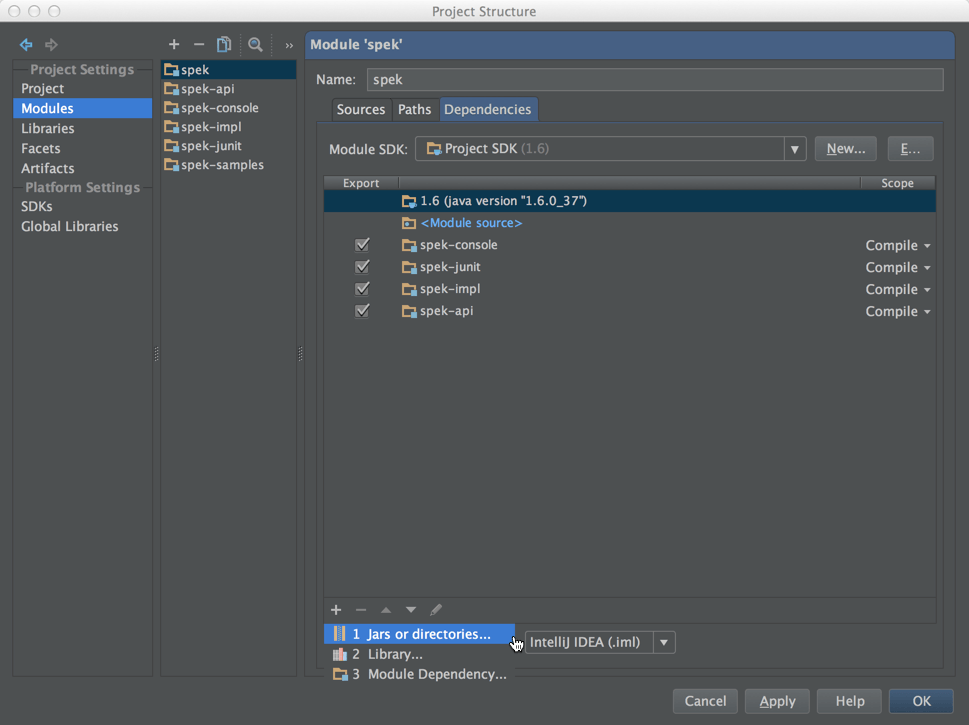 Project Structure
Project Settings
Project
Modules
Libraries
Facets
Artifacts
Platform Settings
SDKs
Global Libraries
»
spek
spek-api
spek-console
spek-impl
spek-junit
spek-samples
Module 'spek'
Name: spek
Sources Paths Dependencies
Module SDK: Project SDK (1.6) New... E...
Export Scope
1.6 (java version "1.6.0_37")
<Module source>
spek-console Compile
spek-junit Compile
spek-impl Compile
spek-api Compile
1 Jars or directories...
IntelliJ IDEA (.iml)
2 Library...
3 Module Dependency...
Cancel Apply Help OK